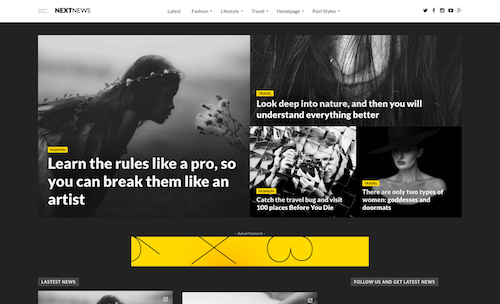 NEXTNEWS
Latest Fashion Lifestyle Travel Homepage Post Styles
FASHION
Learn the rules like a pro, so
you can break them like an
artist
TRAVEL
Look deep into nature, and then you will
understand everything better
FASHION
Catch the travel bug and visit
100 places Before You Die
TRAVEL
There are only two types of
women: goddesses and
doormats
- Advertisment -
LASTEST NEWS
FOLLOW US AND GET LATEST NEWS